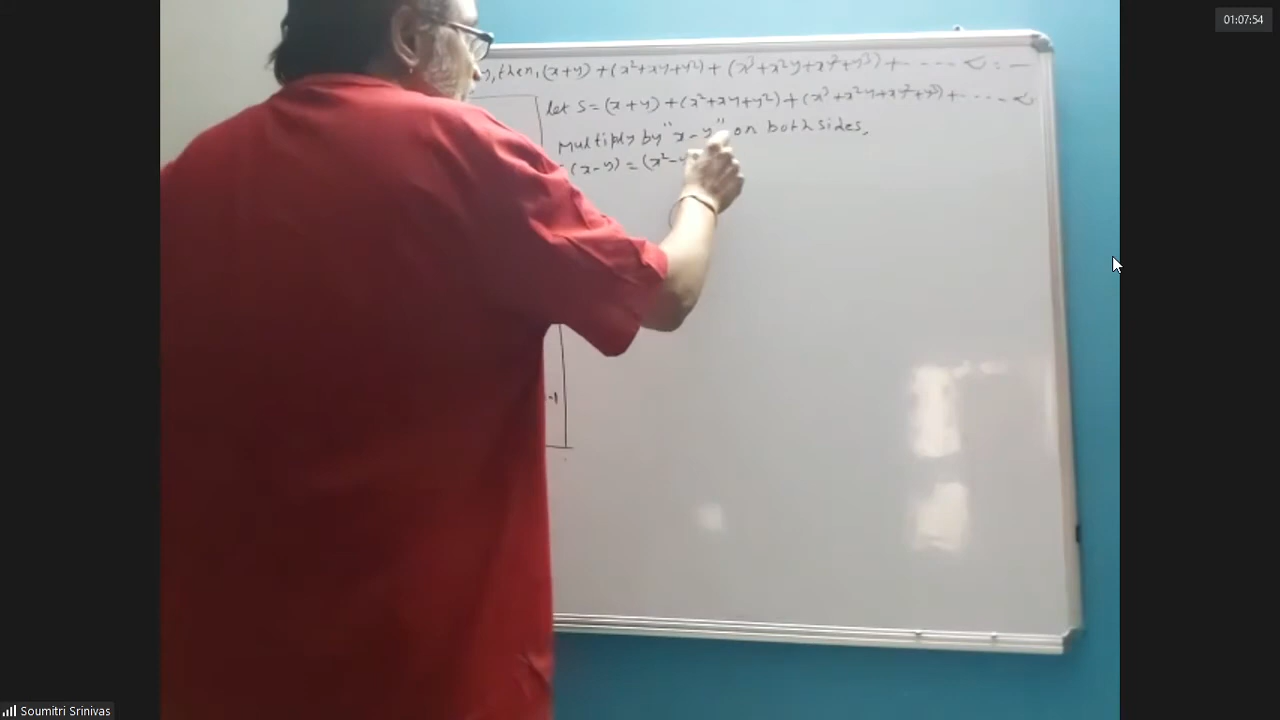 01:07:54
y, then, (x+y) + (x²+xy+y²) + (x³+x²y+xy²+y³) + ---- ∝ = —
let S = (x+y) + (x²+xy+y²) + (x³+x²y+xy²+y³) + ---- ∝
Multiply by "x-y" on both sides,
(x-y) = (x²-
-1
Soumitri Srinivas